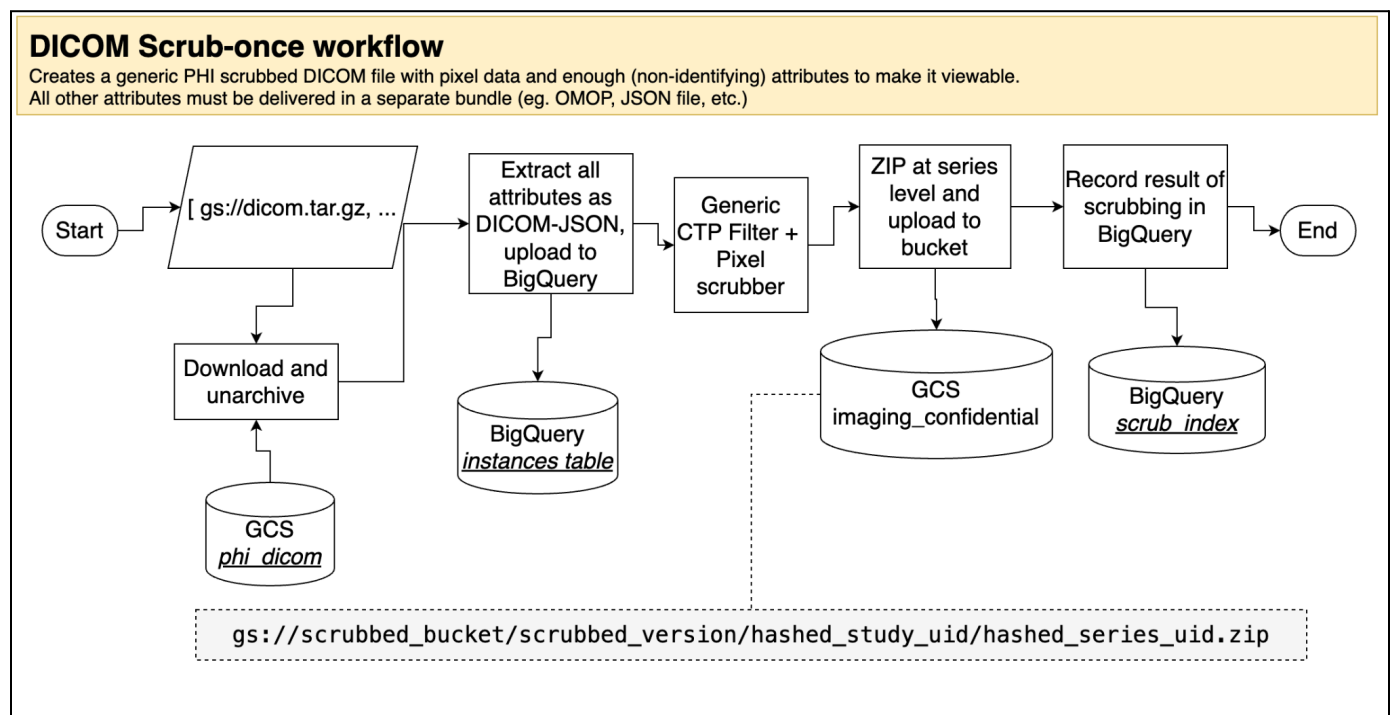 DICOM Scrub-once workflow
Creates a generic PHI scrubbed DICOM file with pixel data and enough (non-identifying) attributes to make it viewable.
All other attributes must be delivered in a separate bundle (eg. OMOP, JSON file, etc.)
Start
[ gs://dicom.tar.gz, ...
Download and
unarchive
GCS
phi_dicom
Extract all
attributes as
DICOM-JSON,
upload to
BigQuery
BigQuery
instances table
Generic
CTP Filter +
Pixel
scrubber
ZIP at series
level and
upload to
bucket
GCS
imaging_confidential
Record result of
scrubbing in
BigQuery
BigQuery
scrub_index
End
gs://scrubbed_bucket/scrubbed_version/hashed_study_uid/hashed_series_uid.zip